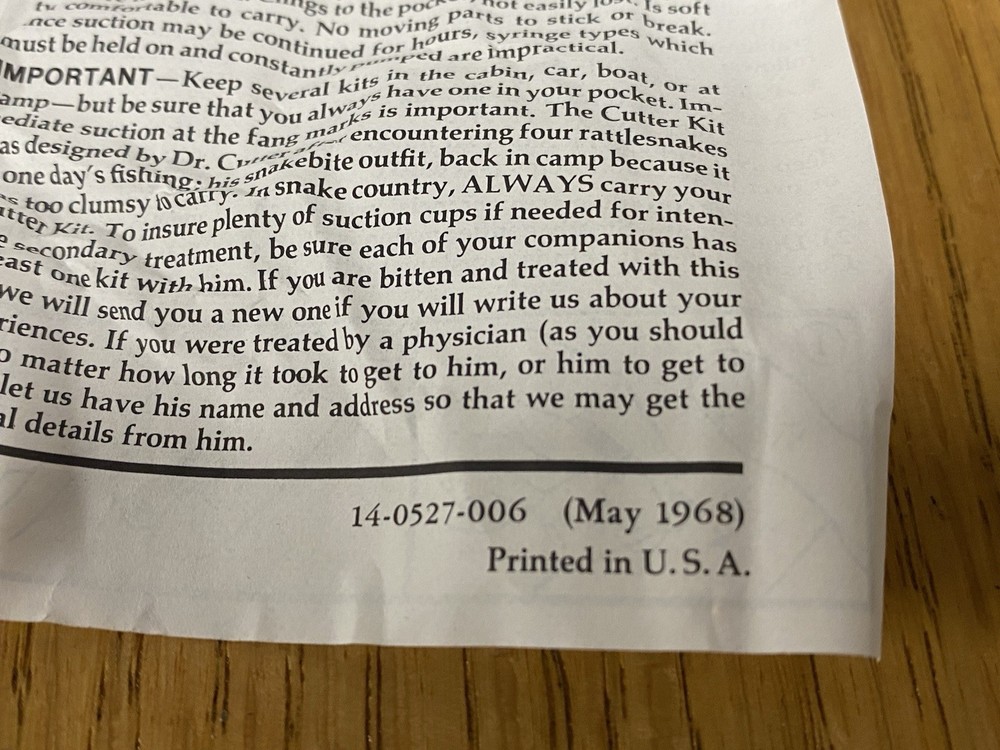 ngs to the not easily lost. Is soft
comfortable to carry. No moving parts to stick or break.
nce suction may be continued for hours, syringe types which
must be held on and constantly pumped are impractical.
IMPORTANT—Keep several kits in the cabin, car, boat, or at
amp—but be sure that you always have one in your pocket. Im-
ediate suction at the fang marks is important. The Cutter Kit
as designed by Dr. encountering four rattlesnakes
one day's fishing; his snakebite outfit, back in camp because it
s too clumsy to carry. In snake country, ALWAYS carry your
tter Kit. To insure plenty of suction cups if needed for inten-
e secondary treatment, be sure each of your companions has
east one kit with him. If you are bitten and treated with this
we will send you a new one if you will write us about your
riences. If you were treated by a physician (as you should
o matter how long it took to get to him, or him to get to
let us have his name and address so that we may get the
al details from him.
14-0527-006 (May 1968)
Printed in U.S.A.